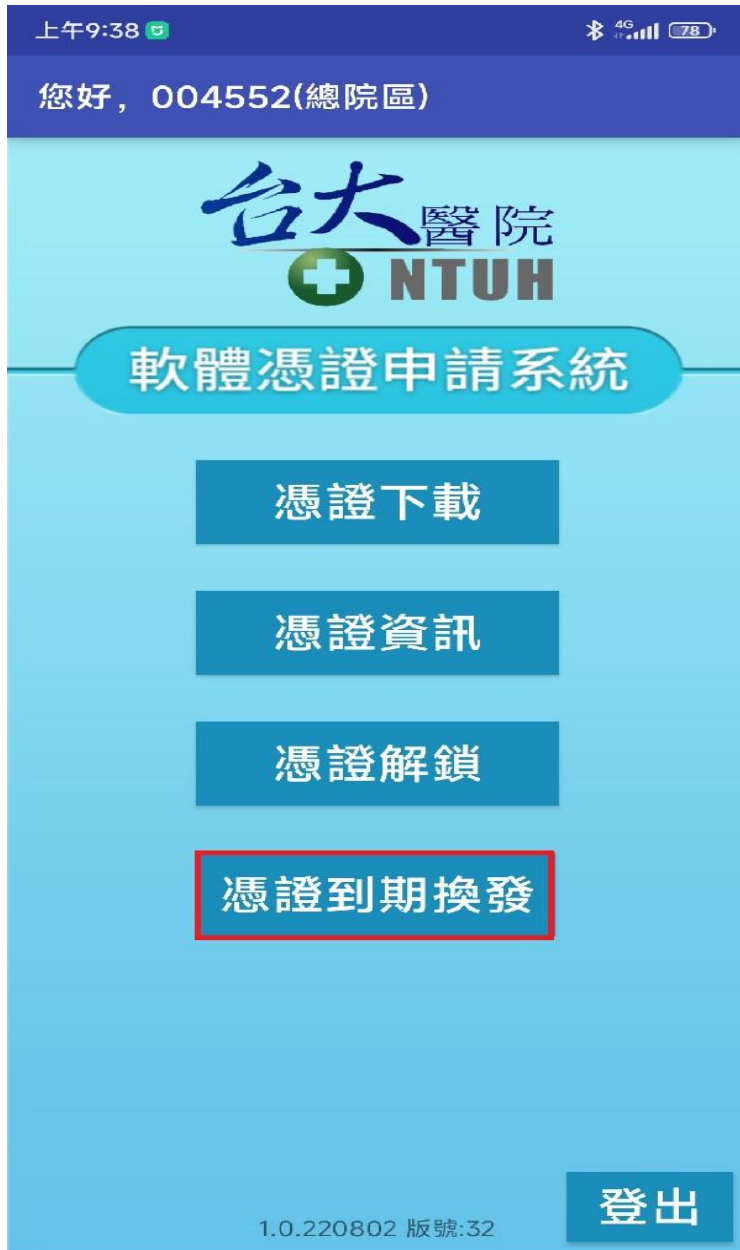 上午9:38
4G
78
您好，004552(總院區)
台大醫院
NTUH
軟體憑證申請系統
憑證下載
憑證資訊
憑證解鎖
憑證到期換發
登出
1.0.220802 版號:32